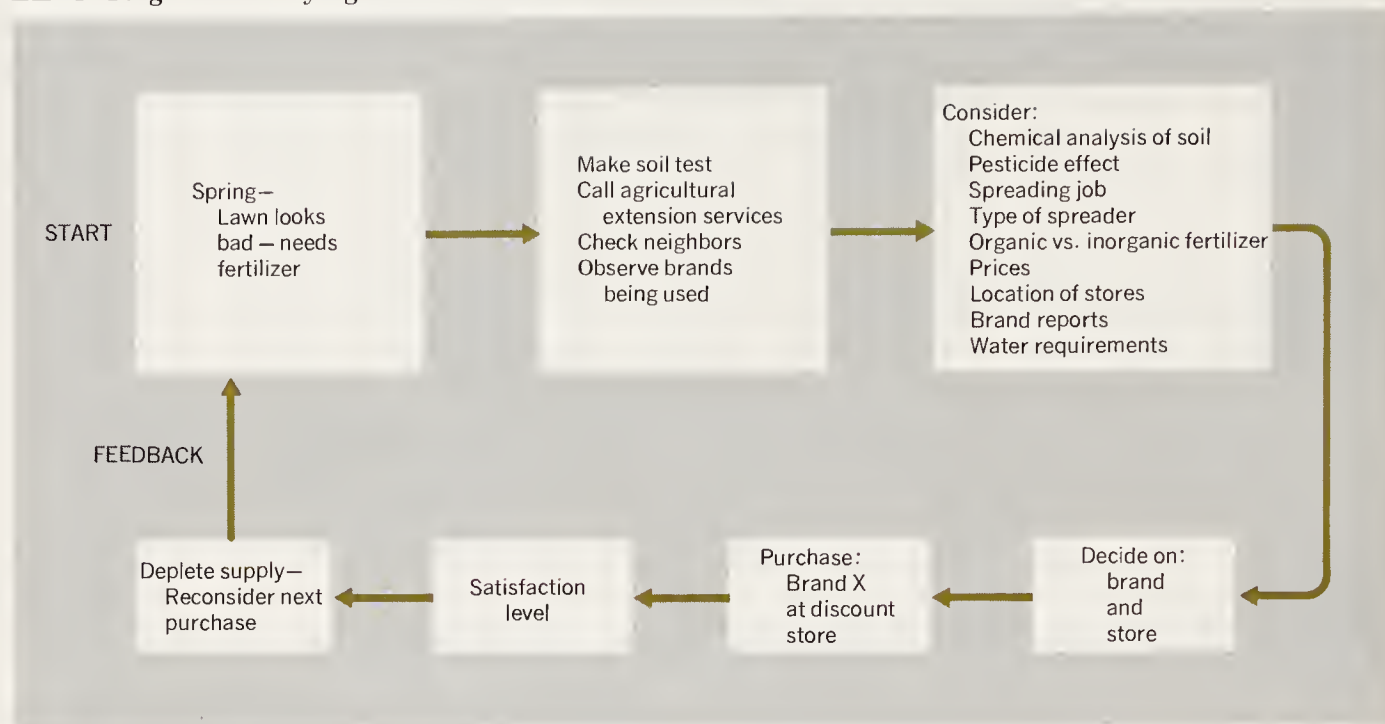 START
Spring—
Lawn looks
bad — needs
fertilizer
Make soil test
Call agricultural
extension services
Check neighbors
Observe brands
being used
Consider:
Chemical analysis of soil
Pesticide effect
Spreading job
Type of spreader
Organic vs. inorganic fertilizer
Prices
Location of stores
Brand reports
Water requirements
Decide on:
brand
and
store
Purchase:
Brand X
at discount
store
Satisfaction
level
Deplete supply—
Reconsider next
purchase
FEEDBACK